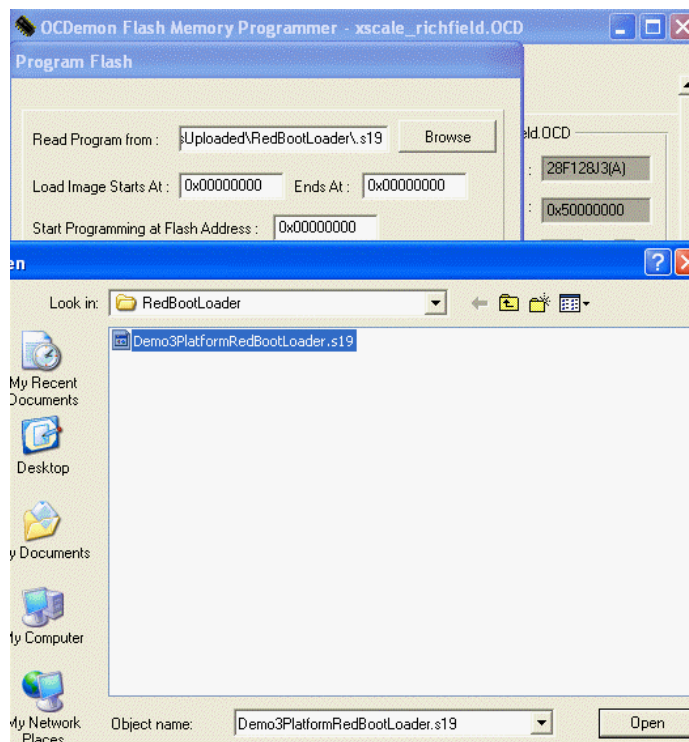 OCDemon Flash Memory Programmer - xscale_richfield.OCD
Program Flash
Read Program from : sUploaded\RedBootLoader\.s19 Browse
eld.OCD
: 28F128J3(A)
Load Image Starts At : 0x00000000 Ends At : 0x00000000
: 0x50000000
Start Programming at Flash Address : 0x00000000
en
Look in: RedBootLoader
Demo3PlatformRedBootLoader.s19
My Recent
Documents
Desktop
y Documents
My Computer
My Network
Places
Object name: Demo3PlatformRedBootLoader.s19 Open